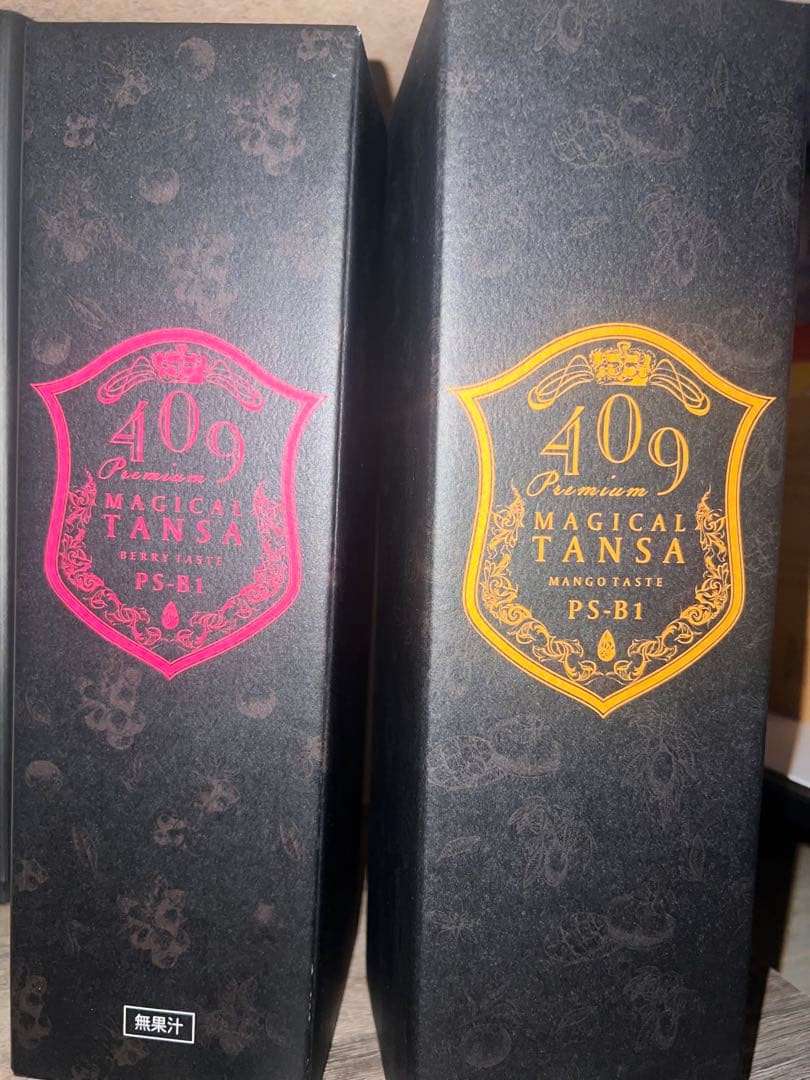 409
Premium
MAGICAL
TANSA
BERRY TASTE
PS-B1
無果汁
409
Premium
MAGICAL
TANSA
MANGO TASTE
PS-B1